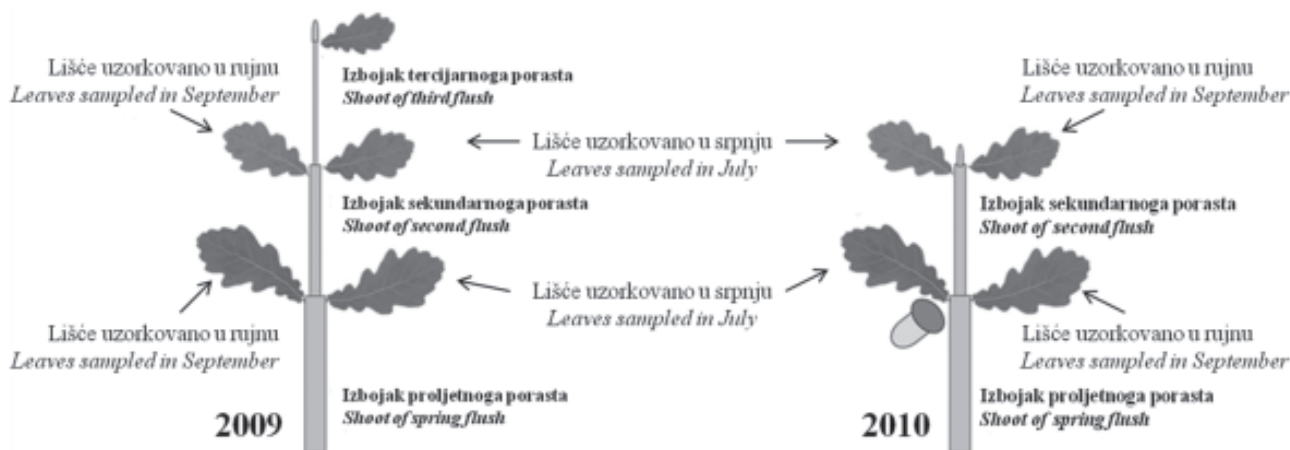 Lišće uzorkovano u rujnu
Leaves sampled in September
Izbojak tercijarnoga porasta
Shoot of third flush
Lišće uzorkovano u srpnju
Leaves sampled in July
Izbojak sekundarnoga porasta
Shoot of second flush
Lišće uzorkovano u srpnju
Leaves sampled in July
Lišće uzorkovano u rujnu
Leaves sampled in September
Izbojak proljetnoga porasta
Shoot of spring flush
2009
Lišće uzorkovano u rujnu
Leaves sampled in September
Izbojak sekundarnoga porasta
Shoot of second flush
Lišće uzorkovano u rujnu
Leaves sampled in September
Izbojak proljetnoga porasta
Shoot of spring flush
2010